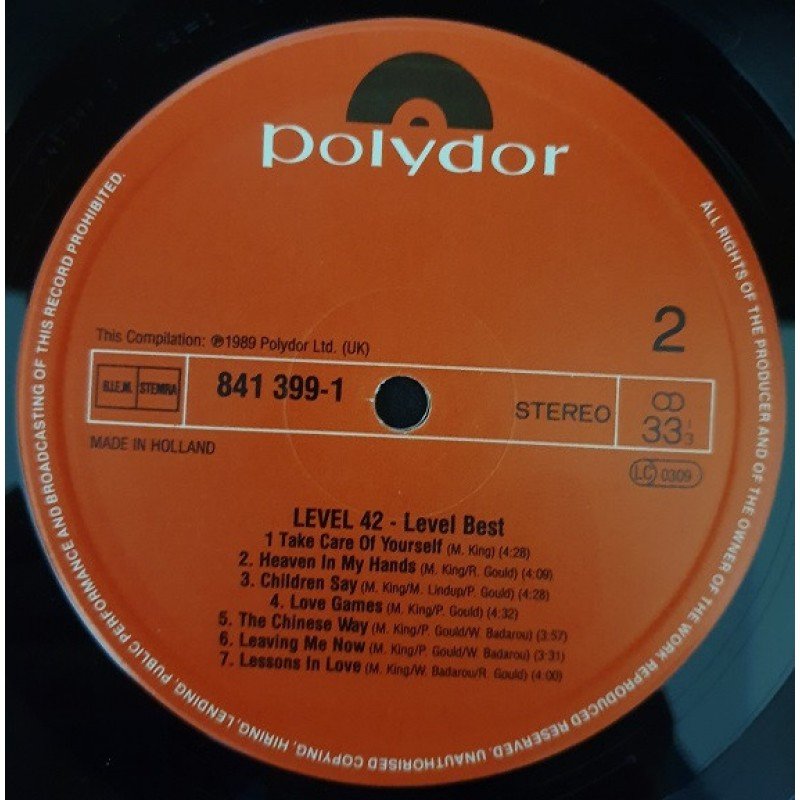 polydor
2
This Compilation: ℗1989 Polydor Ltd. (UK)
B.I.E.M. STEMRA
841 399-1
STEREO
33 1/3
MADE IN HOLLAND
LC 0309
LEVEL 42 - Level Best
1 Take Care Of Yourself (M. King) (4:28)
2. Heaven In My Hands (M. King/R. Gould) (4:09)
3. Children Say (M. King/M. Lindup/P. Gould) (4:28)
4. Love Games (M. King/P. Gould) (4:32)
5. The Chinese Way (M. King/P. Gould/W. Badarou) (3:57)
6. Leaving Me Now (M. King/P. Gould/W. Badarou) (3:31)
7. Lessons In Love (M. King/W. Badarou/R. Gould) (4:00)
ALL RIGHTS OF THE PRODUCER AND OF THE OWNER OF THE WORK REPRODUCED RESERVED. UNAUTHORISED COPYING, HIRING, LENDING, PUBLIC PERFORMANCE AND BROADCASTING OF THIS RECORD PROHIBITED.